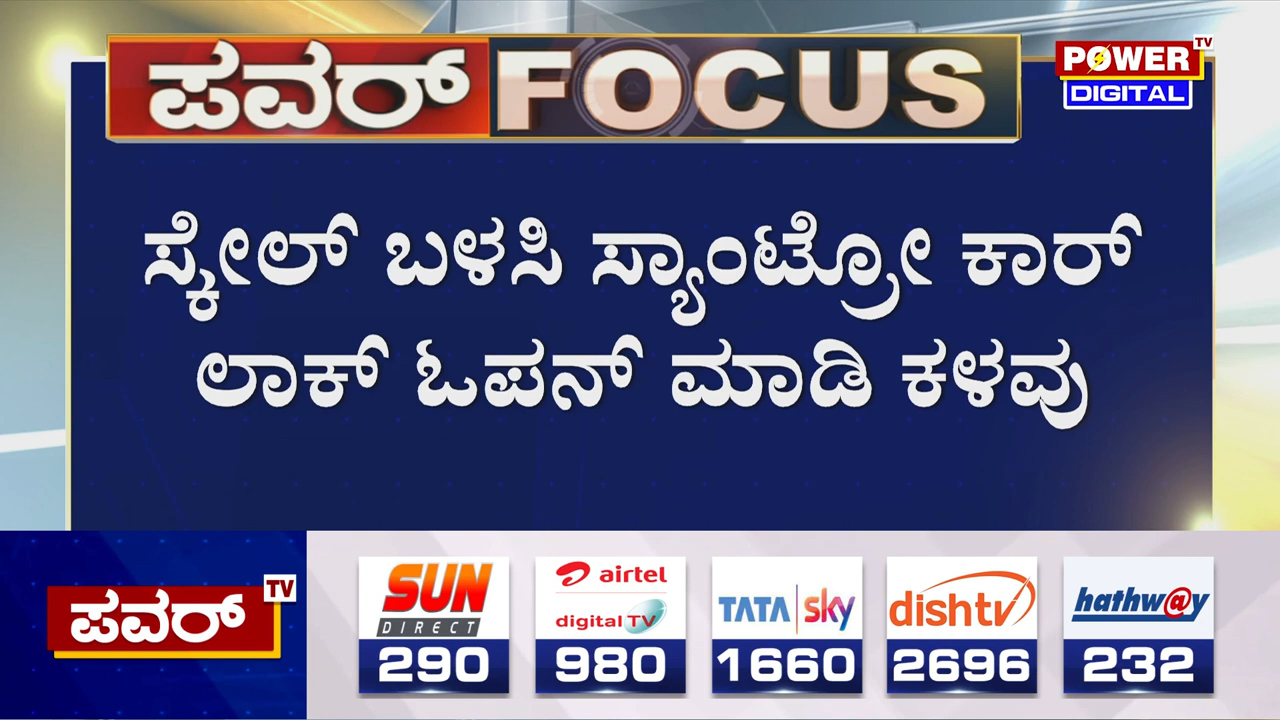 ಪವರ್ FOCUS
POWER TV
DIGITAL
ಸ್ಕೇಲ್ ಬಳಸಿ ಸ್ಯಾಂಟ್ರೋ ಕಾರ್
ಲಾಕ್ ಓಪನ್ ಮಾಡಿ ಕಳವು
ಪವರ್ TV
SUN
DIRECT
290
airtel
digital TV
980
TATA sky
1660
dishtv
2696
hathw@y
232